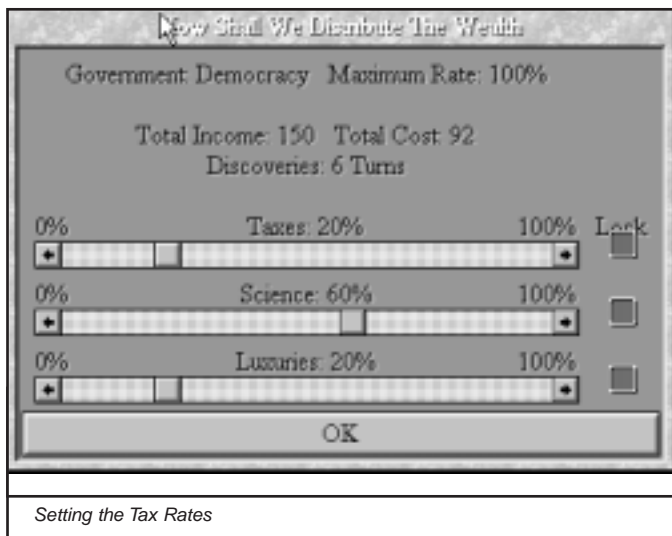 How Shall We Distribute The Wealth
Government: Democracy Maximum Rate: 100%
Total Income: 150 Total Cost: 92
Discoveries: 6 Turns
0% Taxes: 20% 100% Lock
0% Science: 60% 100%
0% Luxuries: 20% 100%
OK
Setting the Tax Rates